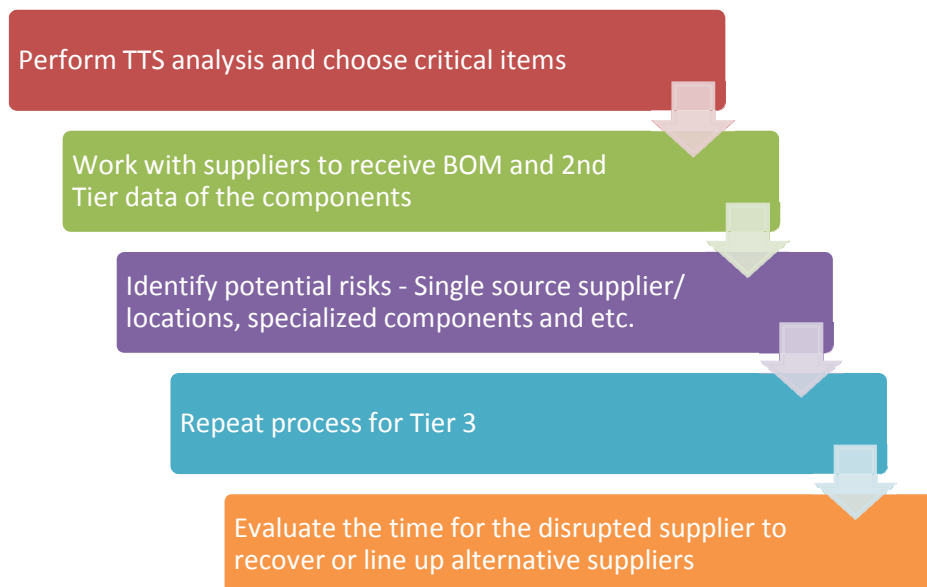 Perform TTS analysis and choose critical items
Work with suppliers to receive BOM and 2nd
Tier data of the components
Identify potential risks - Single source supplier/
locations, specialized components and etc.
Repeat process for Tier 3
Evaluate the time for the disrupted supplier to
recover or line up alternative suppliers